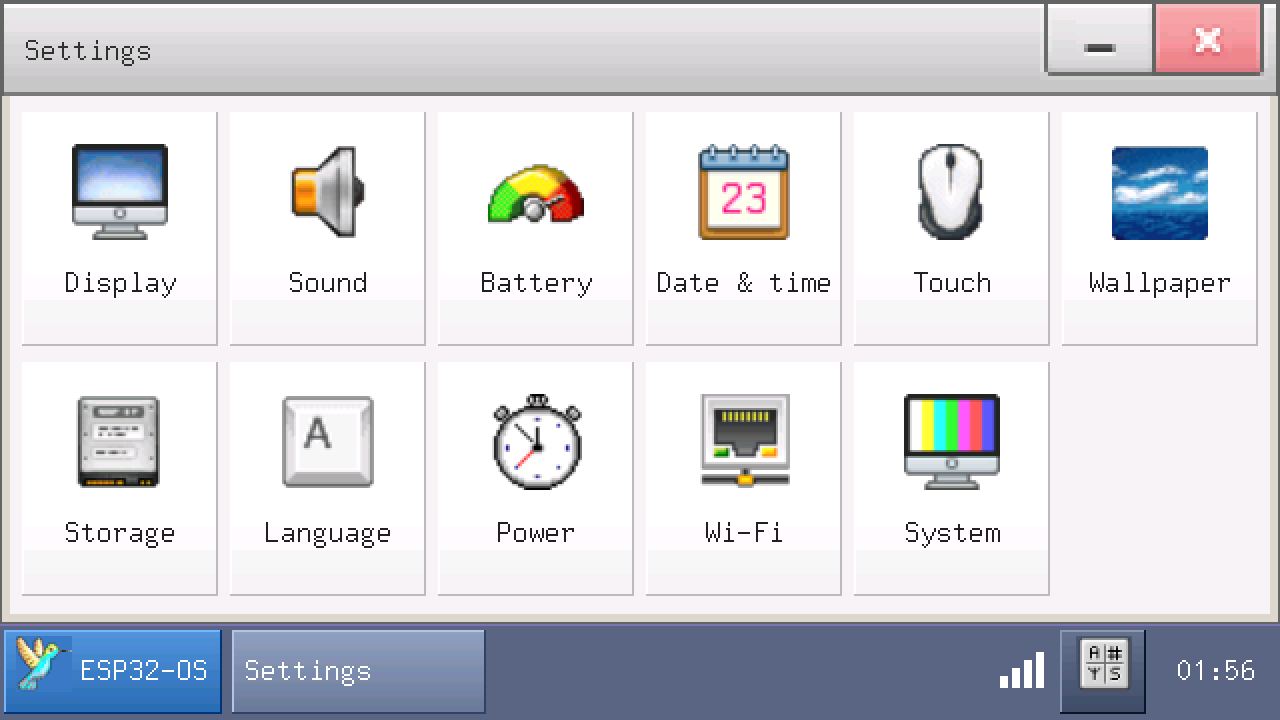 Settings
23
Display
Sound
Battery
Date & time
Touch
Wallpaper
A
Storage
Language
Power
Wi-Fi
System
ESP32-OS
Settings
A #
Y S
01:56